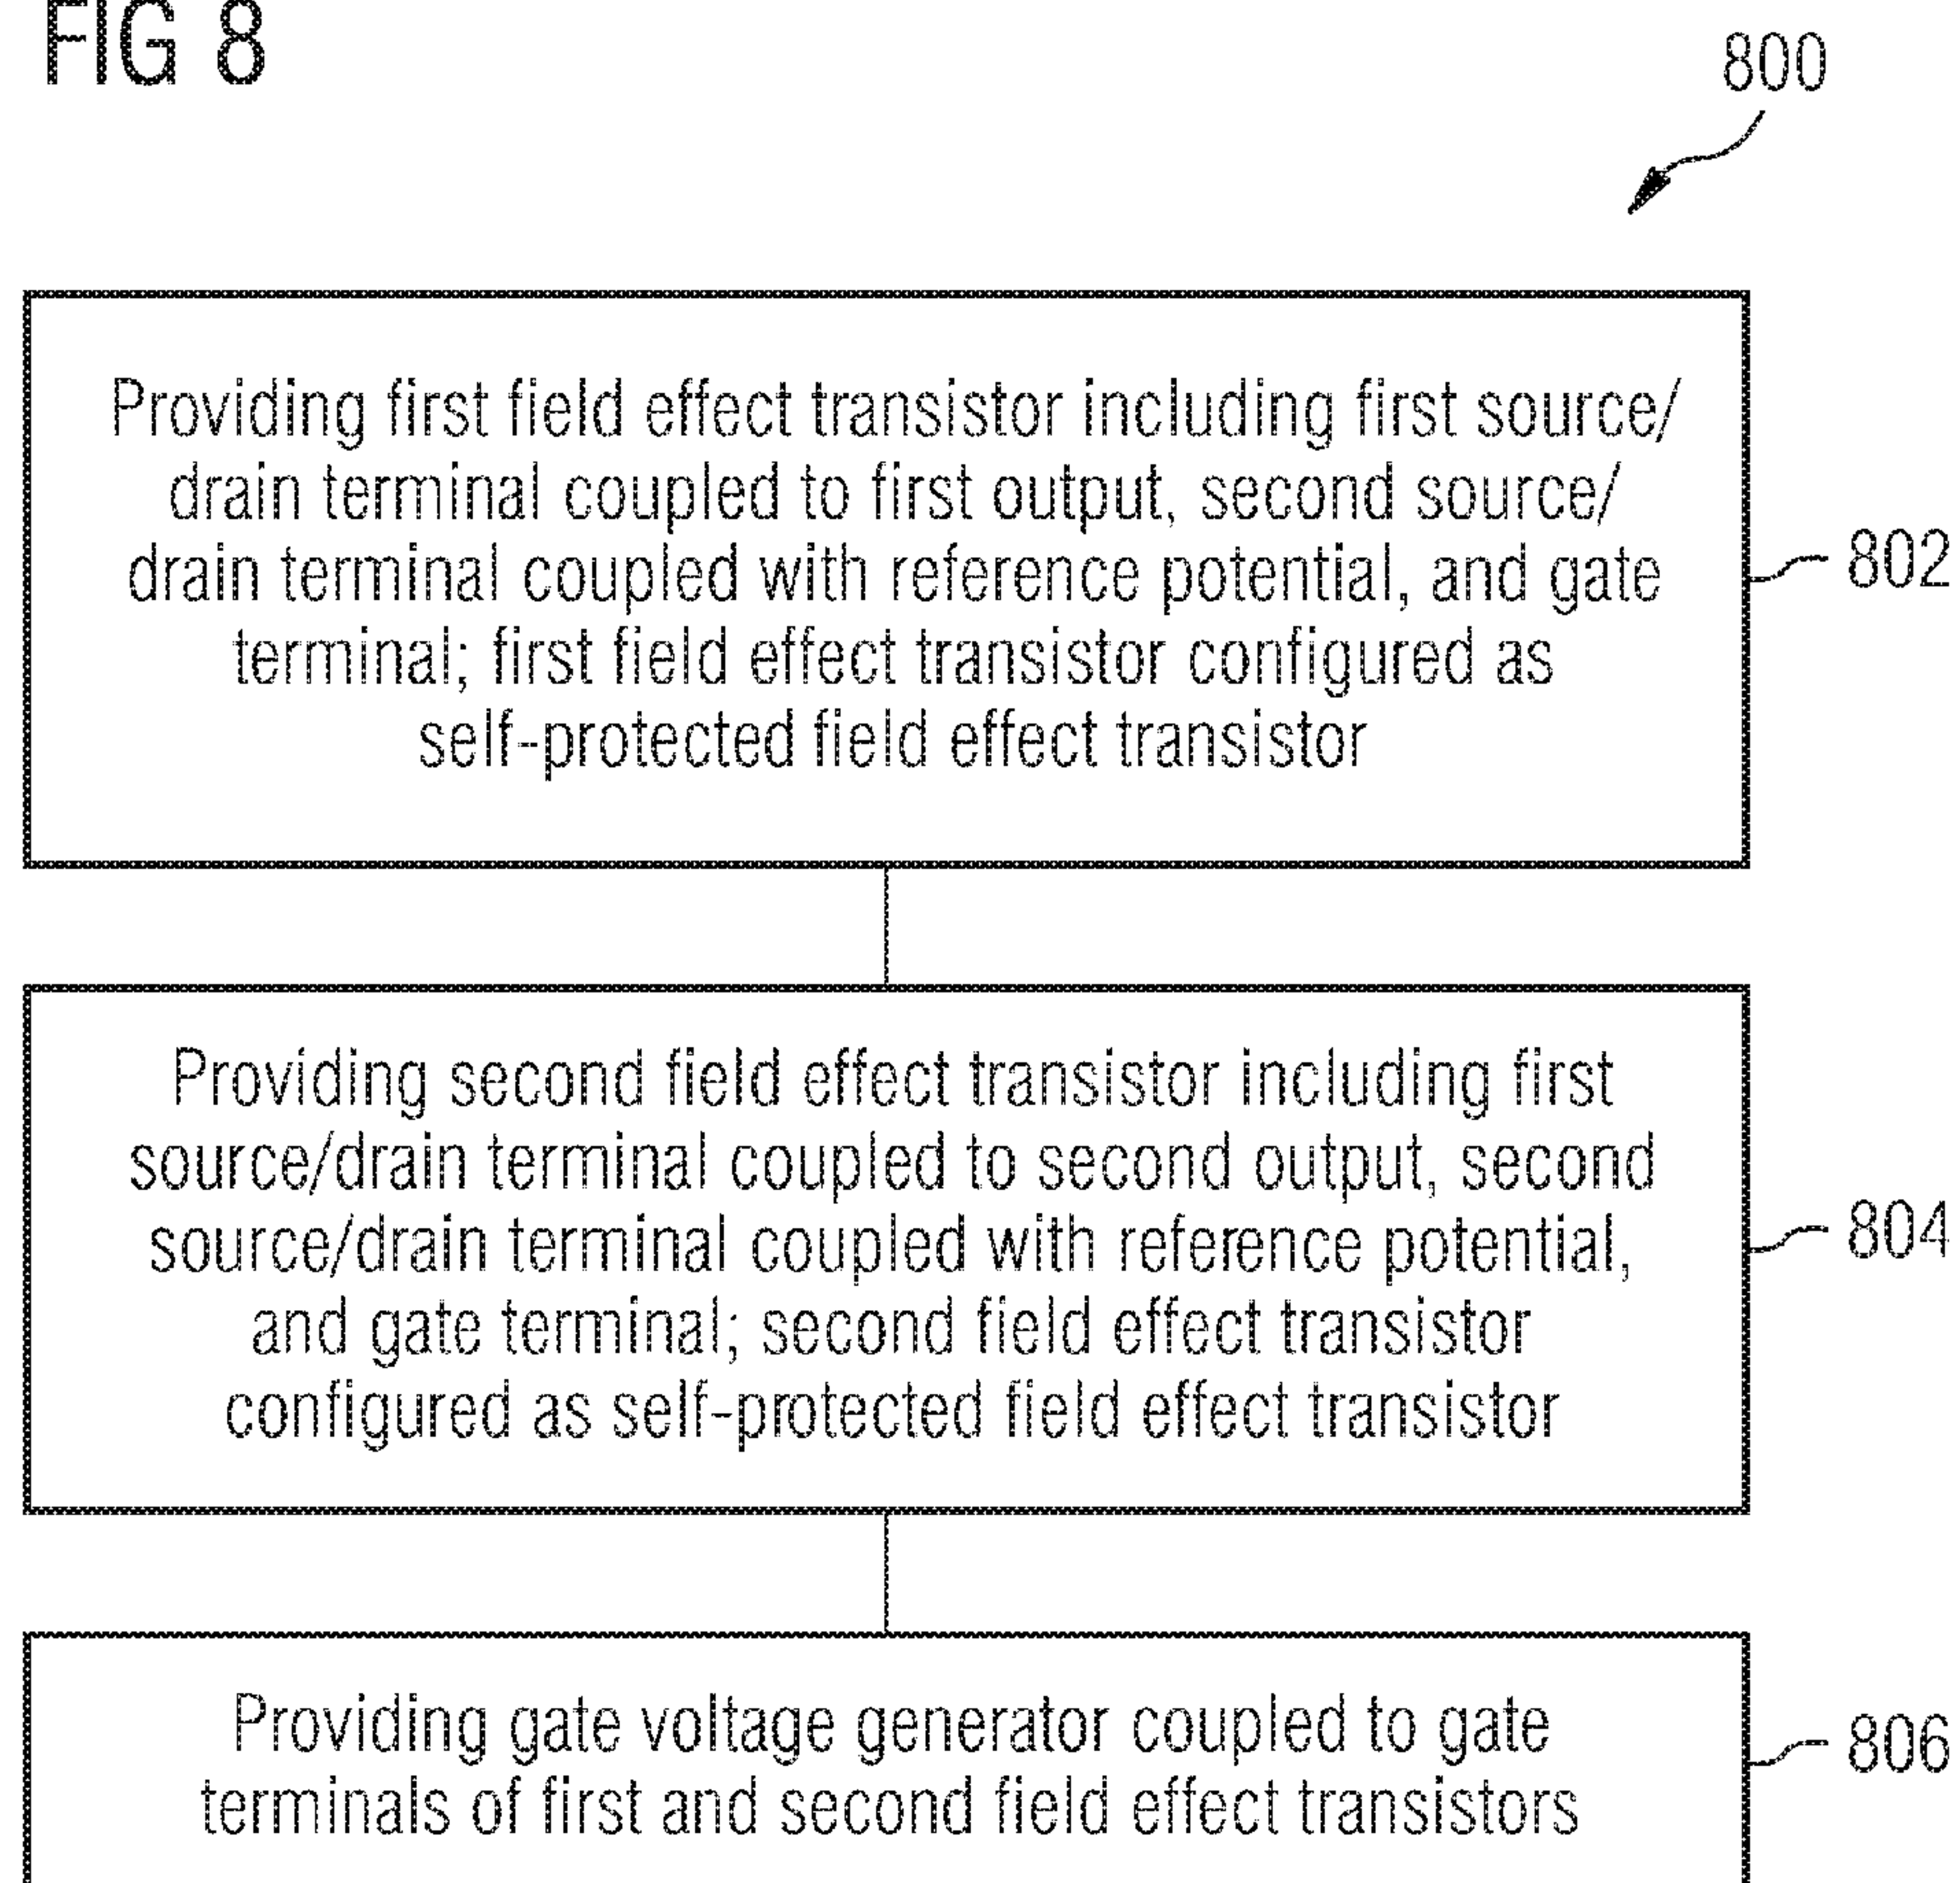 FIG 8
800
Providing first field effect transistor including first source/
drain terminal coupled to first output, second source/
drain terminal coupled with reference potential, and gate
terminal; first field effect transistor configured as
self-protected field effect transistor
802
Providing second field effect transistor including first
source/drain terminal coupled to second output, second
source/drain terminal coupled with reference potential,
and gate terminal; second field effect transistor
configured as self-protected field effect transistor
804
Providing gate voltage generator coupled to gate
terminals of first and second field effect transistors
806